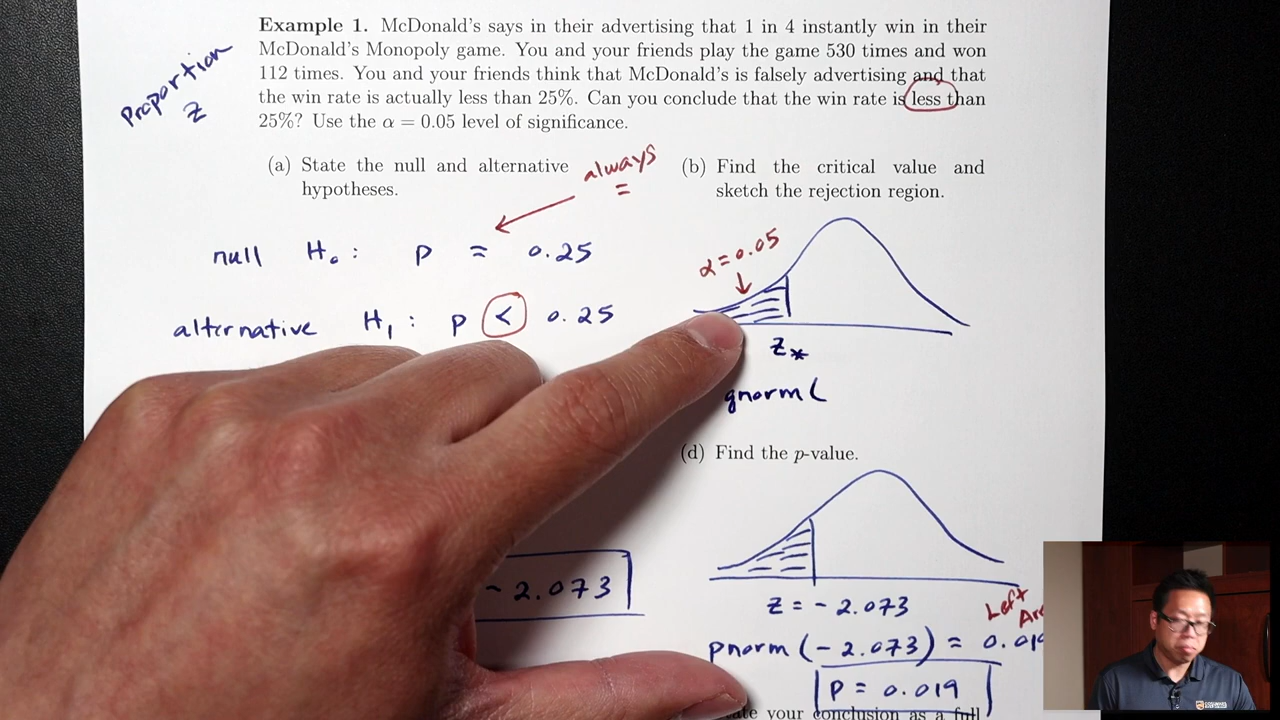 Example 1. McDonald's says in their advertising that 1 in 4 instantly win in their
McDonald's Monopoly game. You and your friends play the game 530 times and won
112 times. You and your friends think that McDonald's is falsely advertising and that
the win rate is actually less than 25%. Can you conclude that the win rate is less than
25%? Use the α = 0.05 level of significance.
Proportion
Z
(a) State the null and alternative
hypotheses.
always
=
null H₀ : p = 0.25
alternative H₁ : p < 0.25
(b) Find the critical value and
sketch the rejection region.
α = 0.05
Z*
qnorm(
- 2.073
(d) Find the p-value.
Z = - 2.073
Left
pnorm (- 2.073) = 0.019
P = 0.019
your conclusion as a full